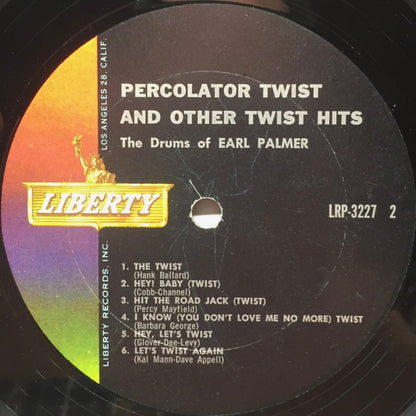 PERCOLATOR TWIST
AND OTHER TWIST HITS
The Drums of EARL PALMER
LOS ANGELES 28, CALIF.
LIBERTY
LIBERTY RECORDS, INC.
LRP-3227 2
1. THE TWIST
(Hank Ballard)
2. HEY! BABY (TWIST)
(Cobb-Channel)
3. HIT THE ROAD JACK (TWIST)
(Percy Mayfield)
4. I KNOW (YOU DON'T LOVE ME NO MORE) TWIST
(Barbara George)
5. HEY, LET'S TWIST
(Glover-Dee-Levy)
6. LET'S TWIST AGAIN
(Kal Mann-Dave Appell)